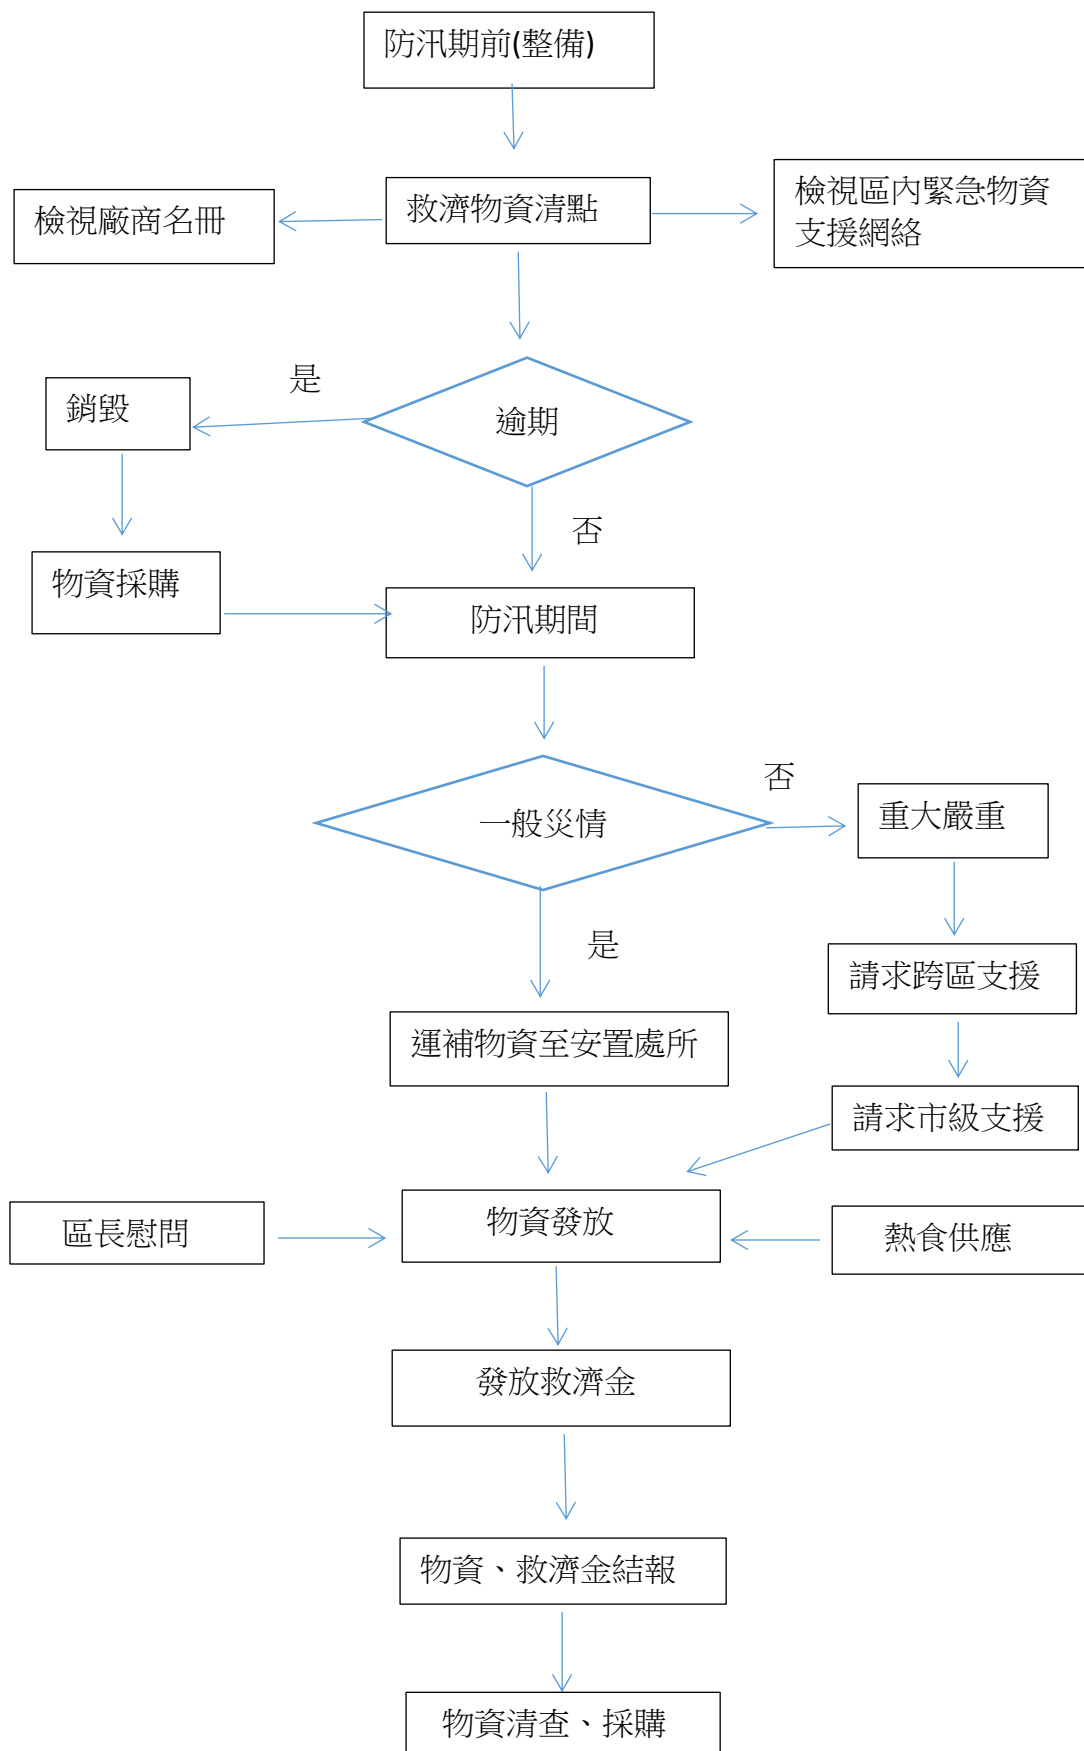 防汛期前(整備)
檢視廠商名冊
救濟物資清點
檢視區內緊急物資
支援網絡
是
銷毀
逾期
否
物資採購
防汛期間
否
一般災情
重大嚴重
是
請求跨區支援
運補物資至安置處所
請求市級支援
區長慰問
物資發放
熱食供應
發放救濟金
物資、救濟金結報
物資清查、採購